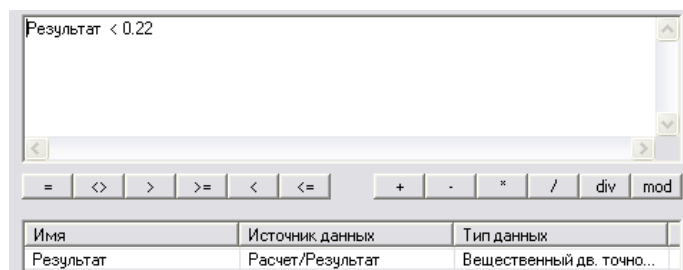 Результат < 0.22
= <> > >= < <= + - * / div mod
Имя Источник данных Тип данных
Результат Расчет/Результат Вещественный дв. точно...